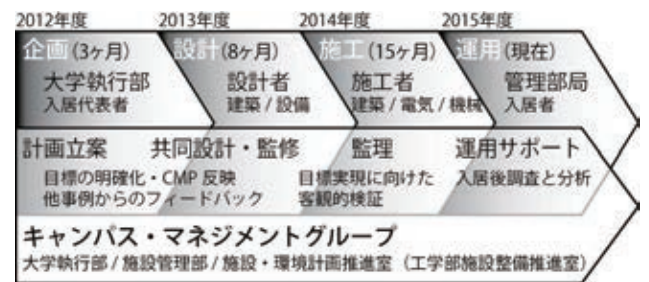 2012年度 2013年度 2014年度 2015年度
企画(3ヶ月) 設計(8ヶ月) 施工(15ヶ月) 運用(現在)
大学執行部 設計者 施工者 管理部局
入居代表者 建築/設備 建築/電気/機械 入居者
計画立案 共同設計・監修 監理 運用サポート
目標の明確化・CMP反映 目標実現に向けた 入居後調査と分析
他事例からのフィードバック 客観的検証
キャンパス・マネジメントグループ
大学執行部/施設管理部/施設・環境計画推進室(工学部施設整備推進室)